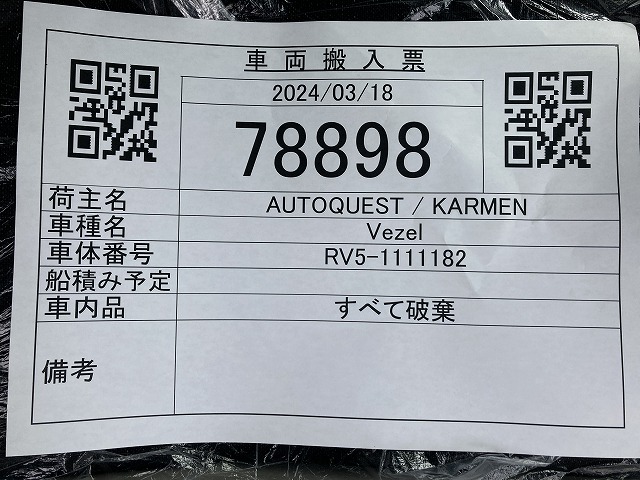 車両搬入票
2024/03/18
78898
荷主名 AUTOQUEST / KARMEN
車種名 Vezel
車体番号 RV5-1111182
船積み予定
車内品 すべて破棄
備考